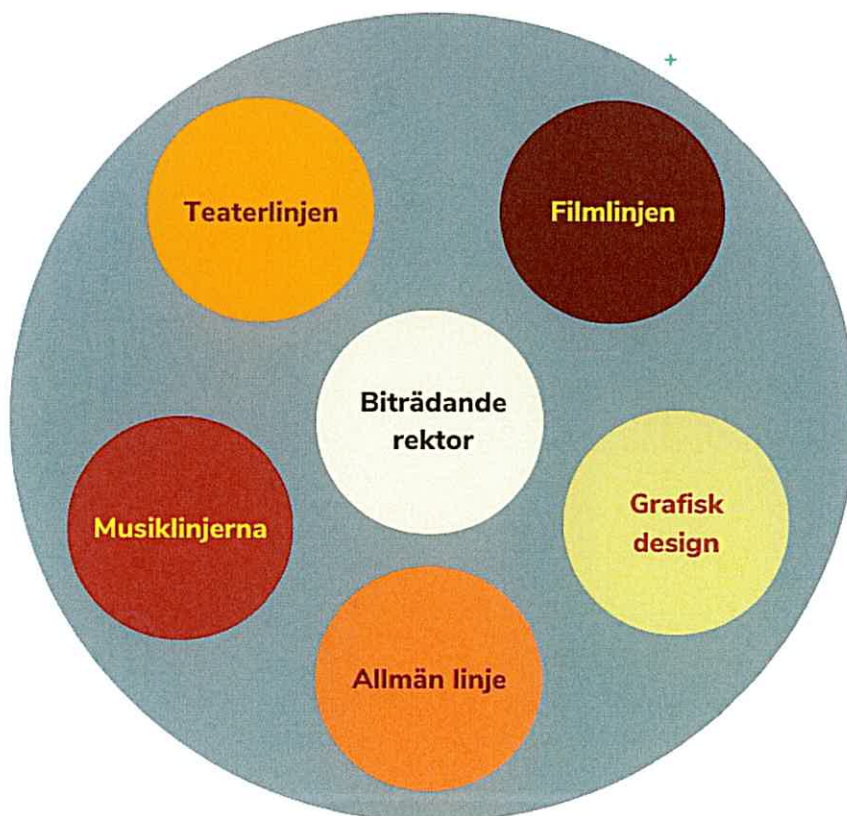 Teaterlinjen
Filmlinjen
Biträdande
rektor
Musiklinjerna
Grafisk
design
Allmän linje